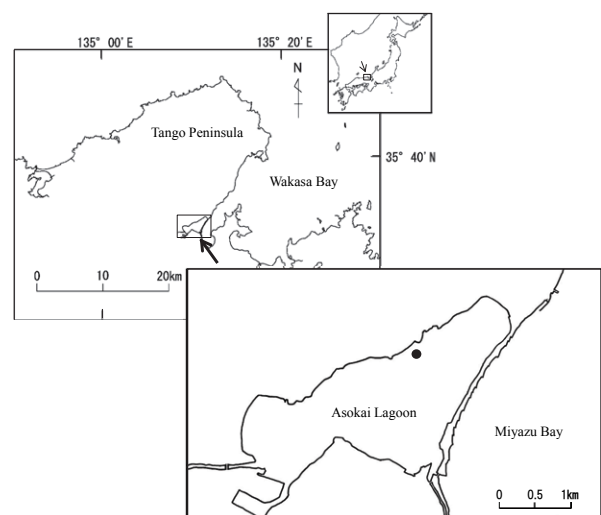 135° 00' E
135° 20' E
N
Tango Peninsula
35° 40' N
Wakasa Bay
0 10 20km
Asokai Lagoon
Miyazu Bay
0 0.5 1km